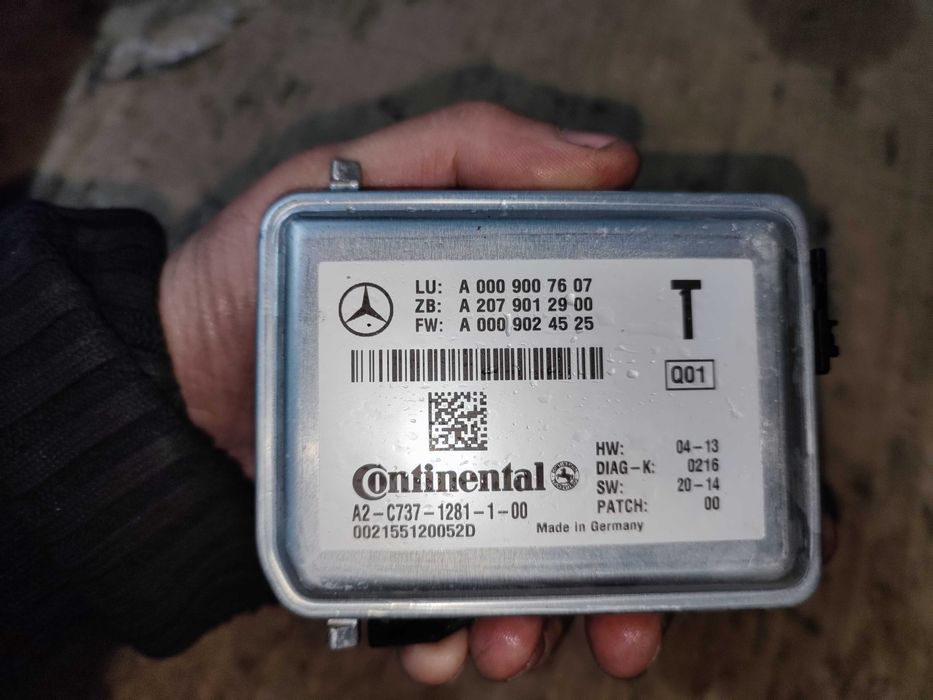 LU: A 000 900 76 07
ZB: A 207 901 29 00
FW: A 000 902 45 25
T
Q01
Continental
A2-C737-1281-1-00
002155120052D
HW: 04-13
DIAG-K: 0216
SW: 20-14
PATCH: 00
Made in Germany